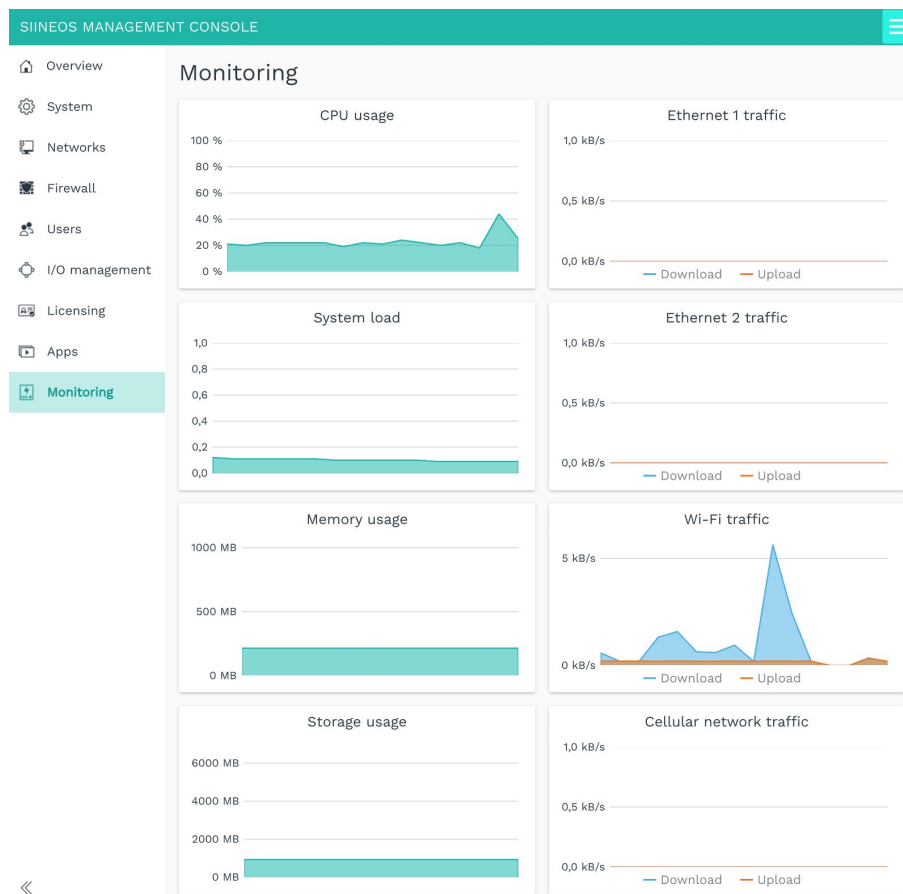 SIINEOS MANAGEMENT CONSOLE
Overview
System
Networks
Firewall
Users
I/O management
Licensing
Apps
Monitoring
Monitoring
CPU usage
100 %
80 %
60 %
40 %
20 %
0 %
Ethernet 1 traffic
1,0 kB/s
0,5 kB/s
0,0 kB/s
Download Upload
System load
1,0
0,8
0,6
0,4
0,2
0,0
Ethernet 2 traffic
1,0 kB/s
0,5 kB/s
0,0 kB/s
Download Upload
Memory usage
1000 MB
500 MB
0 MB
Wi-Fi traffic
5 kB/s
0 kB/s
Download Upload
Storage usage
6000 MB
4000 MB
2000 MB
0 MB
Cellular network traffic
1,0 kB/s
0,5 kB/s
0,0 kB/s
Download Upload